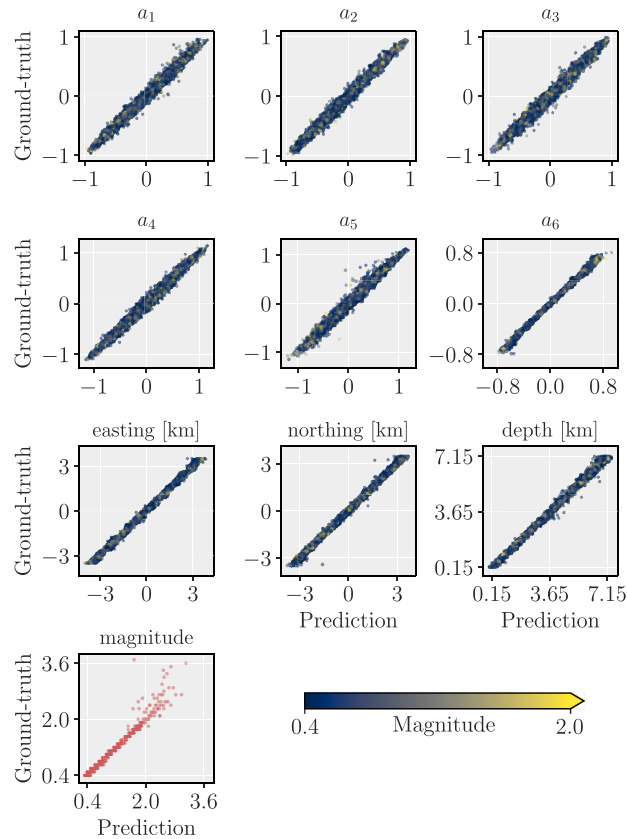 a₁ a₂ a₃
Ground-truth
1
0
−1
−1 0 1
1
0
−1
−1 0 1
1
0
−1
−1 0 1
a₄ a₅ a₆
Ground-truth
1
0
−1
−1 0 1
1
0
−1
−1 0 1
0.8
0.0
−0.8
−0.8 0.0 0.8
easting [km] northing [km] depth [km]
Ground-truth
3
0
−3
−3 0 3
3
0
−3
−3 0 3
Prediction
7.15
3.65
0.15
0.15 3.65 7.15
Prediction
magnitude
Ground-truth
3.6
2.0
0.4
0.4 2.0 3.6
Prediction
0.4 Magnitude 2.0